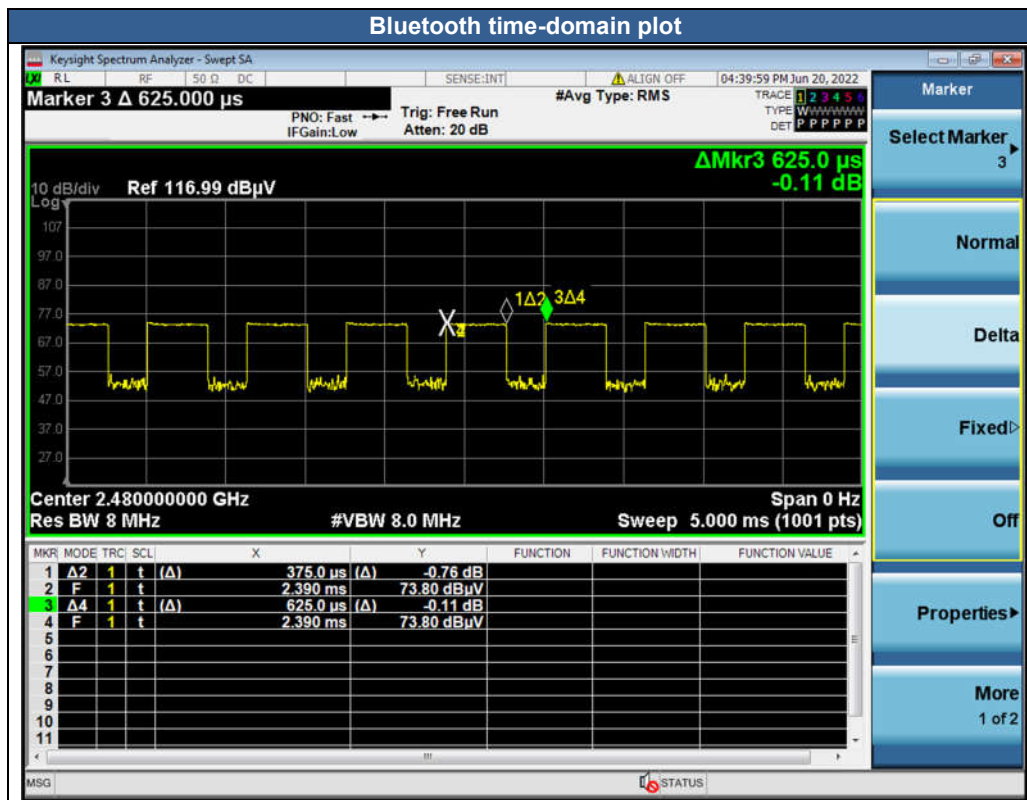 Bluetooth time-domain plot
Keysight Spectrum Analyzer - Swept SA
LXI RL RF 50 Ω DC SENSE:INT ALIGN OFF 04:39:59 PM Jun 20, 2022
Marker 3 Δ 625.000 µs
#Avg Type: RMS
TRACE 1 2 3 4 5 6
TYPE WWWWWW
DET P P P P P P
PNO: Fast
IFGain:Low
Trig: Free Run
Atten: 20 dB
ΔMkr3 625.0 µs
-0.11 dB
10 dB/div Ref 116.99 dBµV
Log
107
97.0
87.0
77.0
67.0
57.0
47.0
37.0
27.0
1Δ2 3Δ4
X
Center 2.480000000 GHz Span 0 Hz
Res BW 8 MHz #VBW 8.0 MHz Sweep 5.000 ms (1001 pts)
MKR MODE TRC SCL X Y FUNCTION FUNCTION WIDTH FUNCTION VALUE
1 Δ2 1 t (Δ) 375.0 µs (Δ) -0.76 dB
2 F 1 t 2.390 ms 73.80 dBµV
3 Δ4 1 t (Δ) 625.0 µs (Δ) -0.11 dB
4 F 1 t 2.390 ms 73.80 dBµV
5
6
7
8
9
10
11
MSG STATUS
Marker
Select Marker
3
Normal
Delta
Fixed
Off
Properties
More
1 of 2